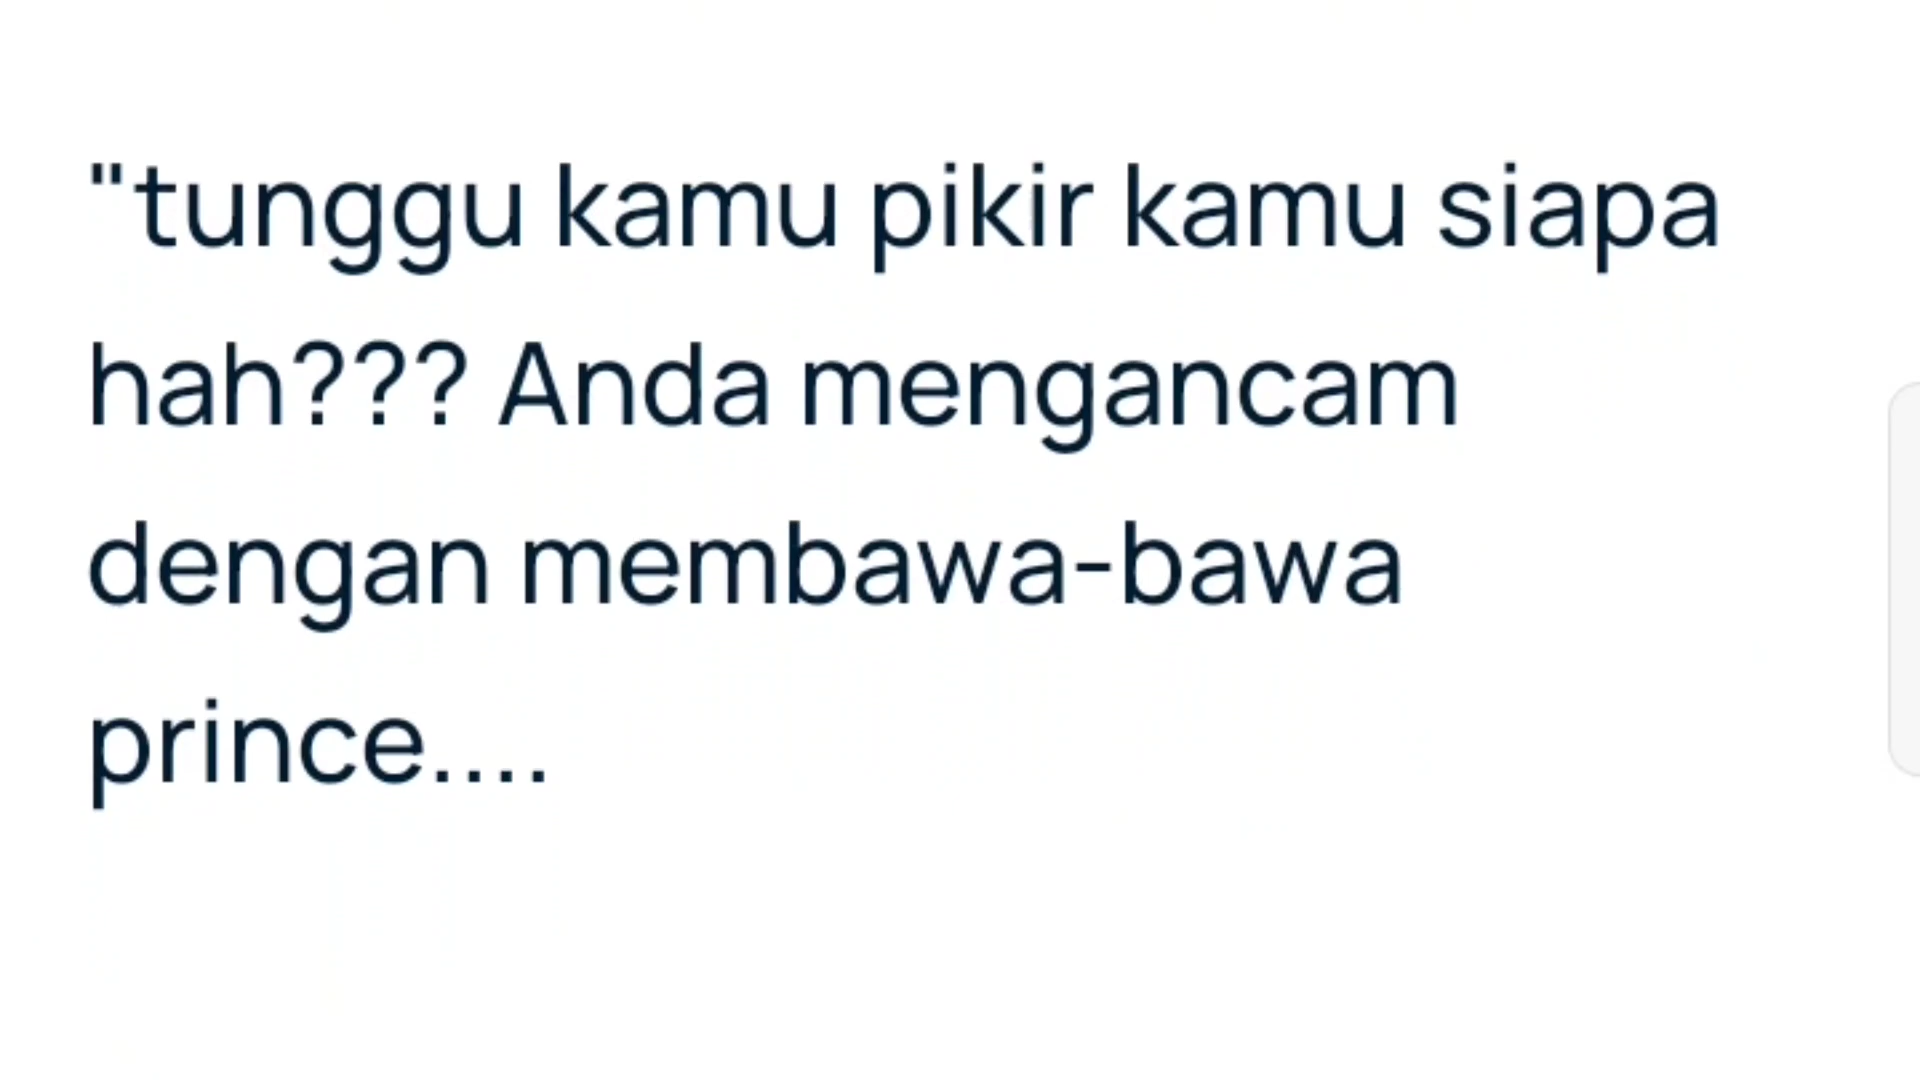 "tunggu kamu pikir kamu siapa
hah??? Anda mengancam
dengan membawa-bawa
prince....